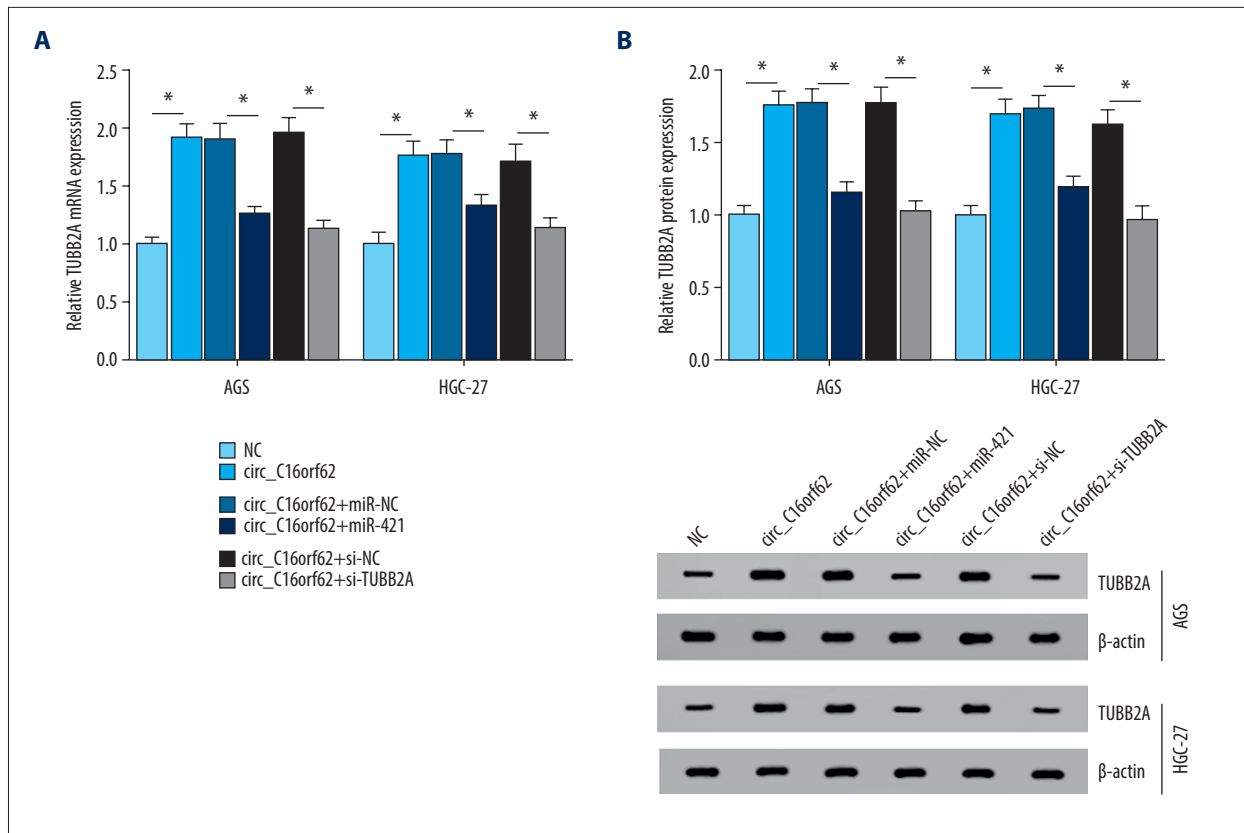 A
Relative TUBB2A mRNA expresssion
2.5
2.0
1.5
1.0
0.5
0.0
* * * * * *
AGS HGC-27
NC
circ_C16orf62
circ_C16orf62+miR-NC
circ_C16orf62+miR-421
circ_C16orf62+si-NC
circ_C16orf62+si-TUBB2A
B
Relative TUBB2A protein expresssion
2.0
1.5
1.0
0.5
0.0
* * * * * *
AGS HGC-27
NC
circ_C16orf62
circ_C16orf62+miR-NC
circ_C16orf62+miR-421
circ_C16orf62+si-NC
circ_C16orf62+si-TUBB2A
TUBB2A
β-actin
AGS
TUBB2A
β-actin
HGC-27